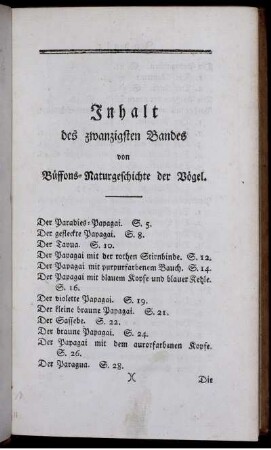 Inhalt
des zwanzigsten Bandes
von
Büffons-Naturgeschichte der Vögel.
Der Paradies-Papagai. S. 5.
Der gefleckte Papagai. S. 8.
Der Tavua. S. 10.
Der Papagai mit der rothen Stirnbinde. S. 12.
Der Papagai mit purpurfarbenem Bauch. S. 14.
Der Papagai mit blauem Kopfe und blauer Kehle.
S. 16.
Der violette Papagai. S. 19.
Der kleine braune Papagai. S. 21.
Der Sassebe. S. 22.
Der braune Papagai. S. 24.
Der Papagai mit dem aurorfarbnen Kopfe.
S. 26.
Der Paragua. S. 28.
X Die